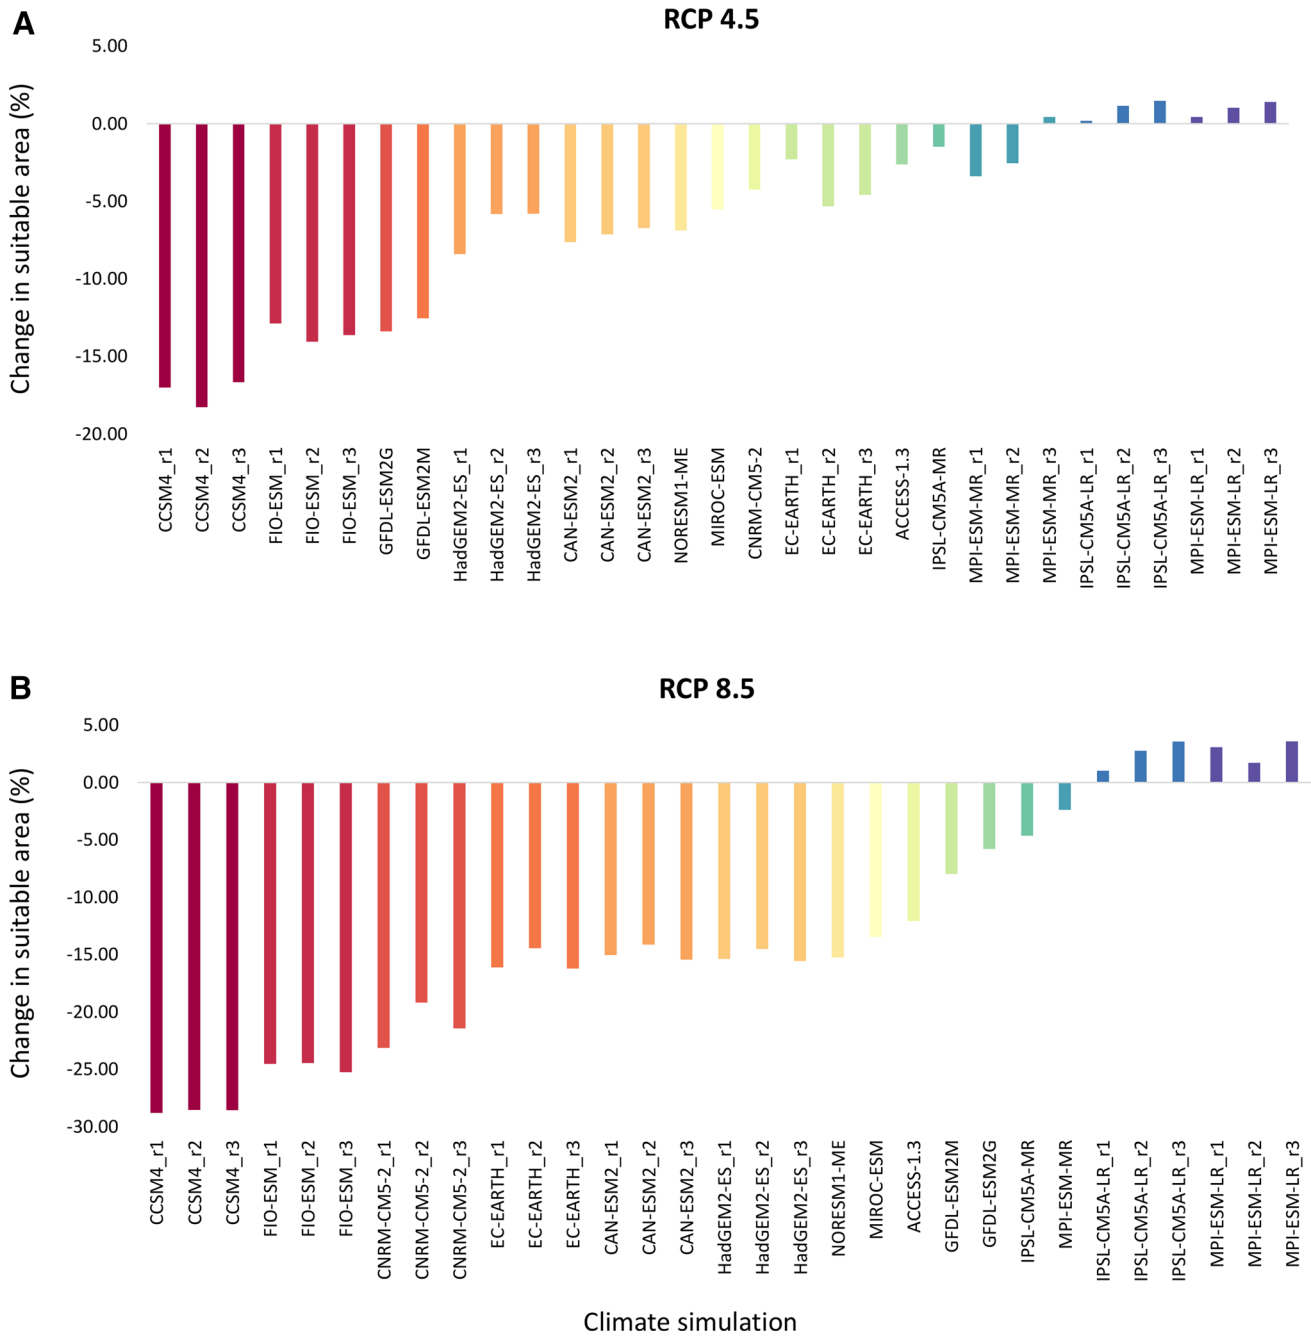 A
RCP 4.5
Change in suitable area (%)
5.00
0.00
-5.00
-10.00
-15.00
-20.00
CCSM4_r1
CCSM4_r2
CCSM4_r3
FIO-ESM_r1
FIO-ESM_r2
FIO-ESM_r3
GFDL-ESM2G
GFDL-ESM2M
HadGEM2-ES_r1
HadGEM2-ES_r2
HadGEM2-ES_r3
CAN-ESM2_r1
CAN-ESM2_r2
CAN-ESM2_r3
NORESM1-ME
MIROC-ESM
CNRM-CM5-2
EC-EARTH_r1
EC-EARTH_r2
EC-EARTH_r3
ACCESS-1.3
IPSL-CM5A-MR
MPI-ESM-MR_r1
MPI-ESM-MR_r2
MPI-ESM-MR_r3
IPSL-CM5A-LR_r1
IPSL-CM5A-LR_r2
IPSL-CM5A-LR_r3
MPI-ESM-LR_r1
MPI-ESM-LR_r2
MPI-ESM-LR_r3
B
RCP 8.5
Change in suitable area (%)
5.00
0.00
-5.00
-10.00
-15.00
-20.00
-25.00
-30.00
CCSM4_r1
CCSM4_r2
CCSM4_r3
FIO-ESM_r1
FIO-ESM_r2
FIO-ESM_r3
CNRM-CM5-2_r1
CNRM-CM5-2_r2
CNRM-CM5-2_r3
EC-EARTH_r1
EC-EARTH_r2
EC-EARTH_r3
CAN-ESM2_r1
CAN-ESM2_r2
CAN-ESM2_r3
HadGEM2-ES_r1
HadGEM2-ES_r2
HadGEM2-ES_r3
NORESM1-ME
MIROC-ESM
ACCESS-1.3
GFDL-ESM2M
GFDL-ESM2G
IPSL-CM5A-MR
MPI-ESM-MR
IPSL-CM5A-LR_r1
IPSL-CM5A-LR_r2
IPSL-CM5A-LR_r3
MPI-ESM-LR_r1
MPI-ESM-LR_r2
MPI-ESM-LR_r3
Climate simulation